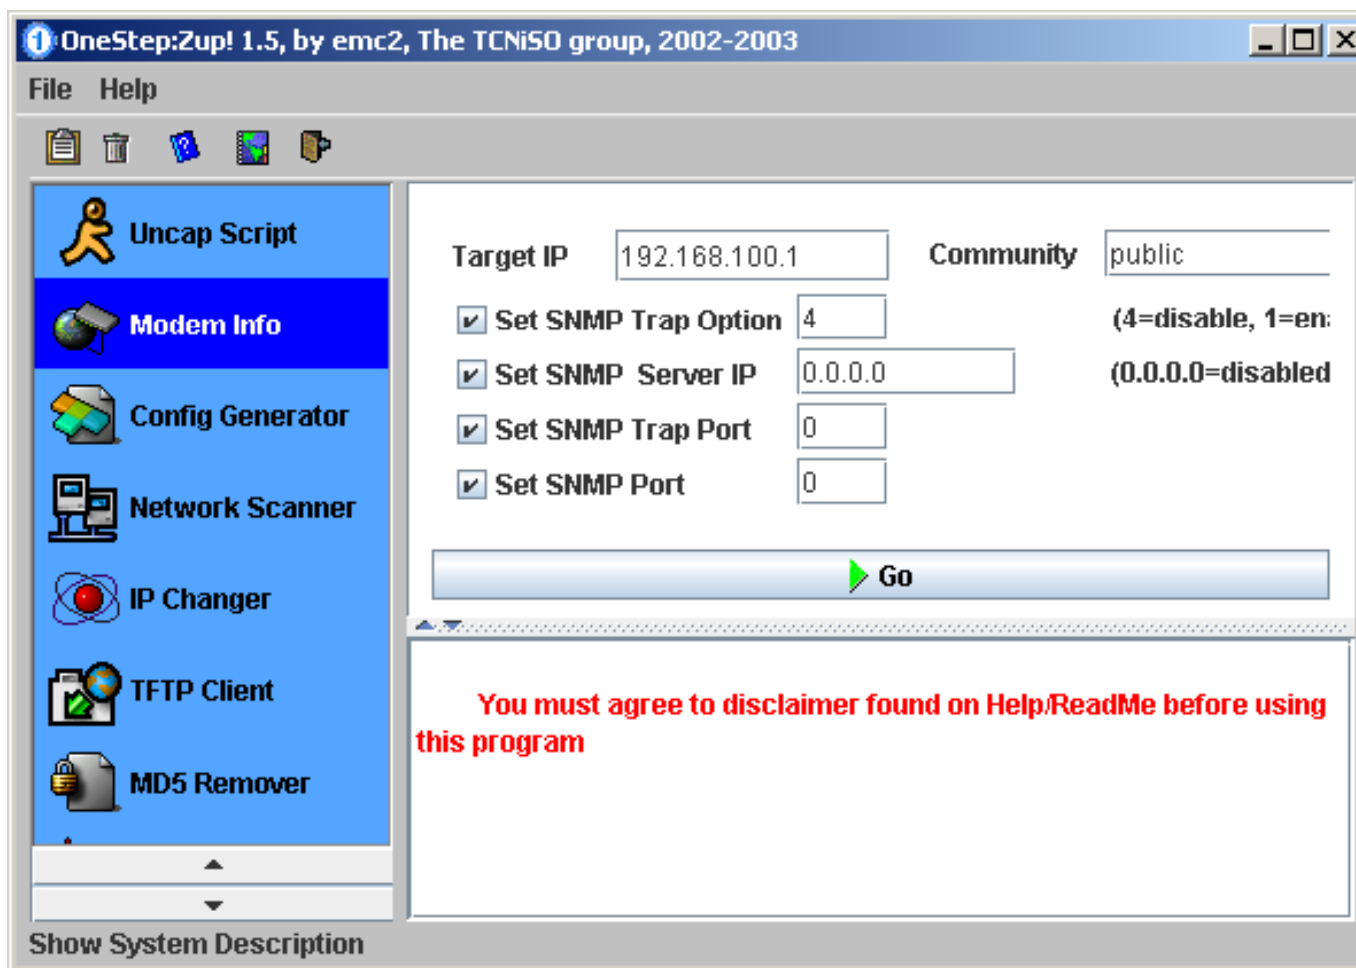 OneStep:Zup! 1.5, by emc2, The TCNiSO group, 2002-2003
File Help
Uncap Script
Modem Info
Config Generator
Network Scanner
IP Changer
TFTP Client
MD5 Remover
Target IP 192.168.100.1 Community public
Set SNMP Trap Option 4 (4=disable, 1=ena
Set SNMP Server IP 0.0.0.0 (0.0.0.0=disabled
Set SNMP Trap Port 0
Set SNMP Port 0
Go
You must agree to disclaimer found on Help/ReadMe before using
this program
Show System Description